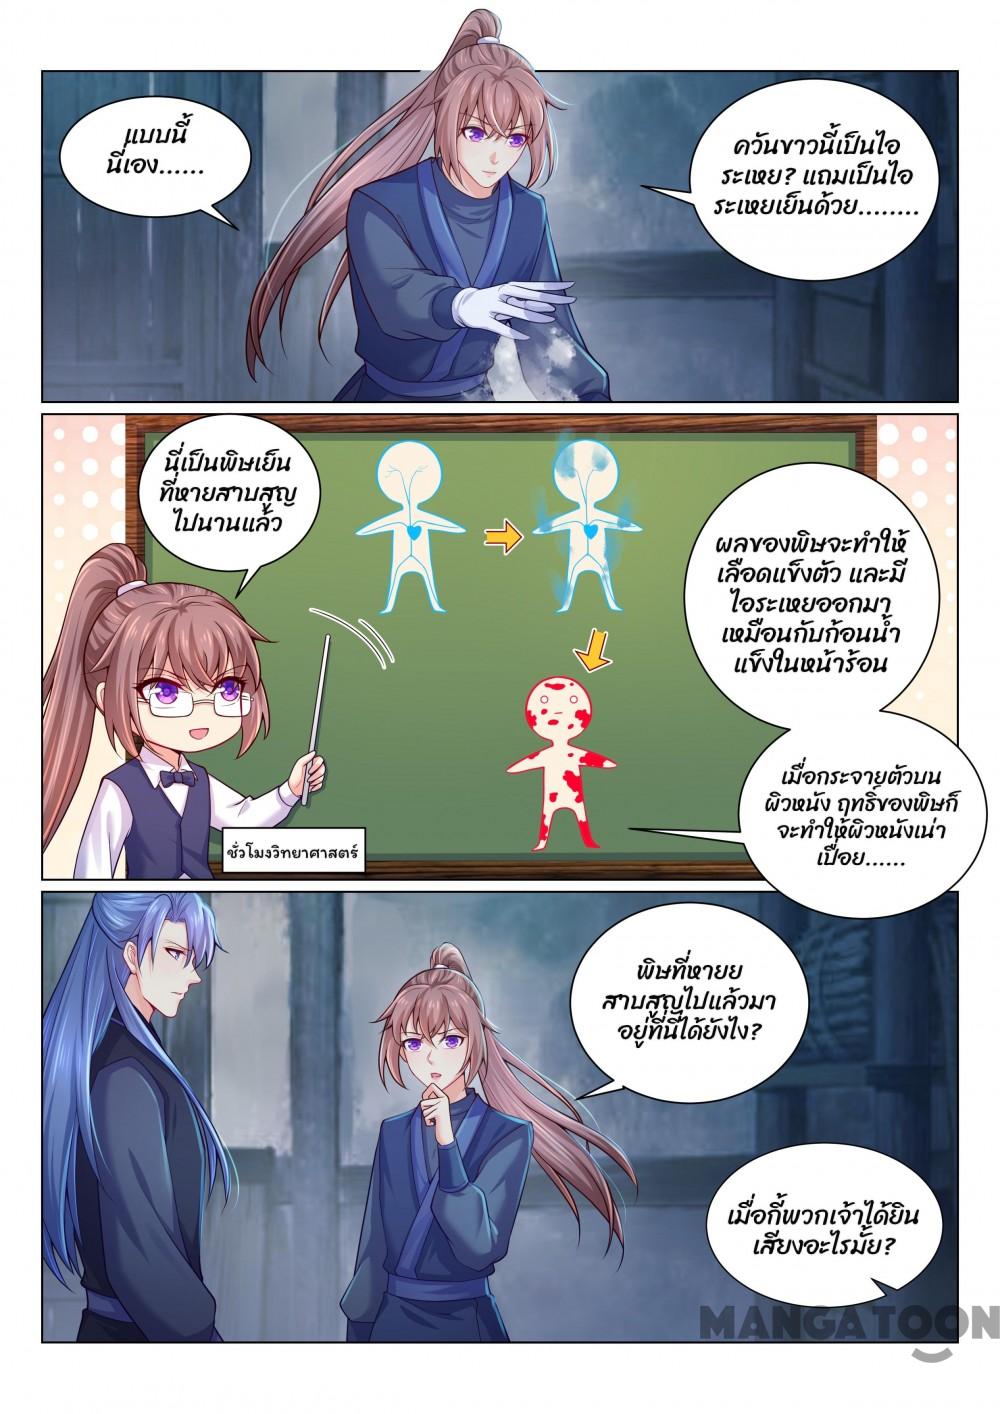 แบบนี้
นี่เอง......
ควันขาวนี้เป็นไอ
ระเหย? แถมเป็นไอ
ระเหยเย็นด้วย........
นี่เป็นพิษเย็น
ที่หายสาบสูญ
ไปนานแล้ว
ผลของพิษจะทำให้
เลือดแข็งตัว และมี
ไอระเหยออกมา
เหมือนกับก้อนน้ำ
แข็งในหน้าร้อน
เมื่อกระจายตัวบน
ผิวหนัง ฤทธิ์ของพิษก็
จะทำให้ผิวหนังเน่า
เปื่อย......
ชั่วโมงวิทยาศาสตร์
พิษที่หายย
สาบสูญไปแล้วมา
อยู่ที่นี่ได้ยังไง?
เมื่อกี้พวกเจ้าได้ยิน
เสียงอะไรมั้ย?
MANGATOON